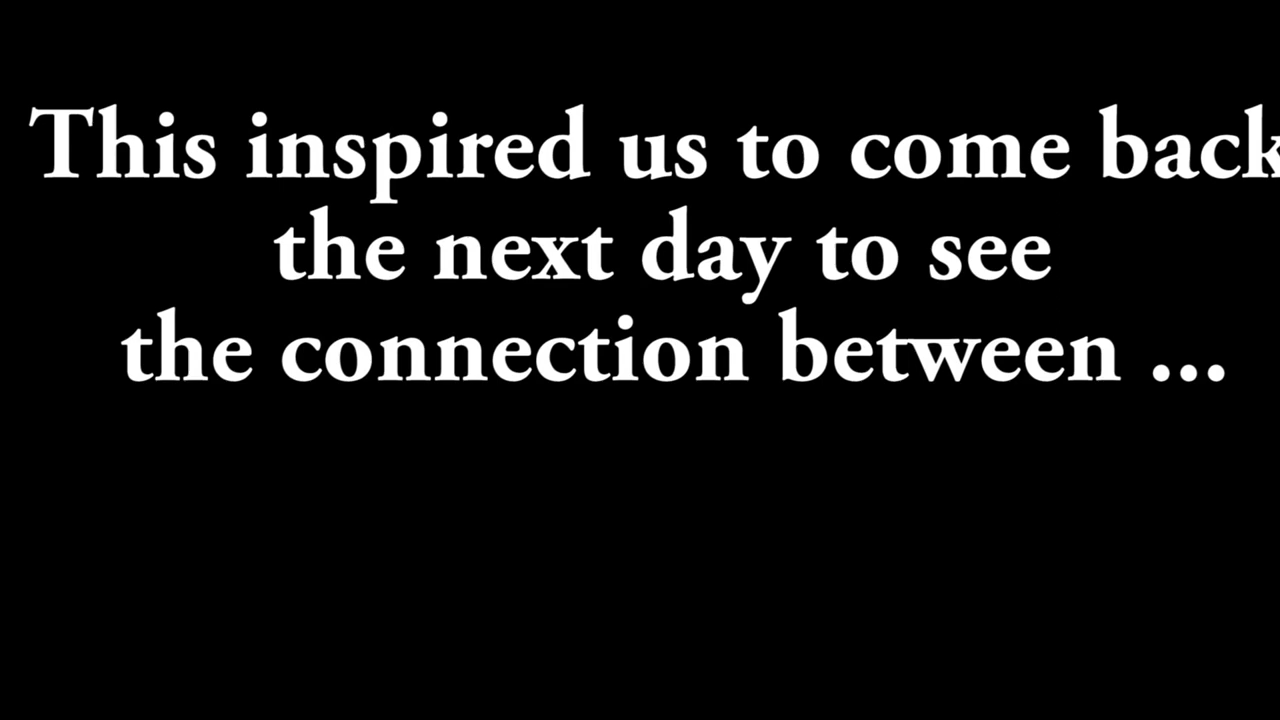 This inspired us to come back
the next day to see
the connection between ...